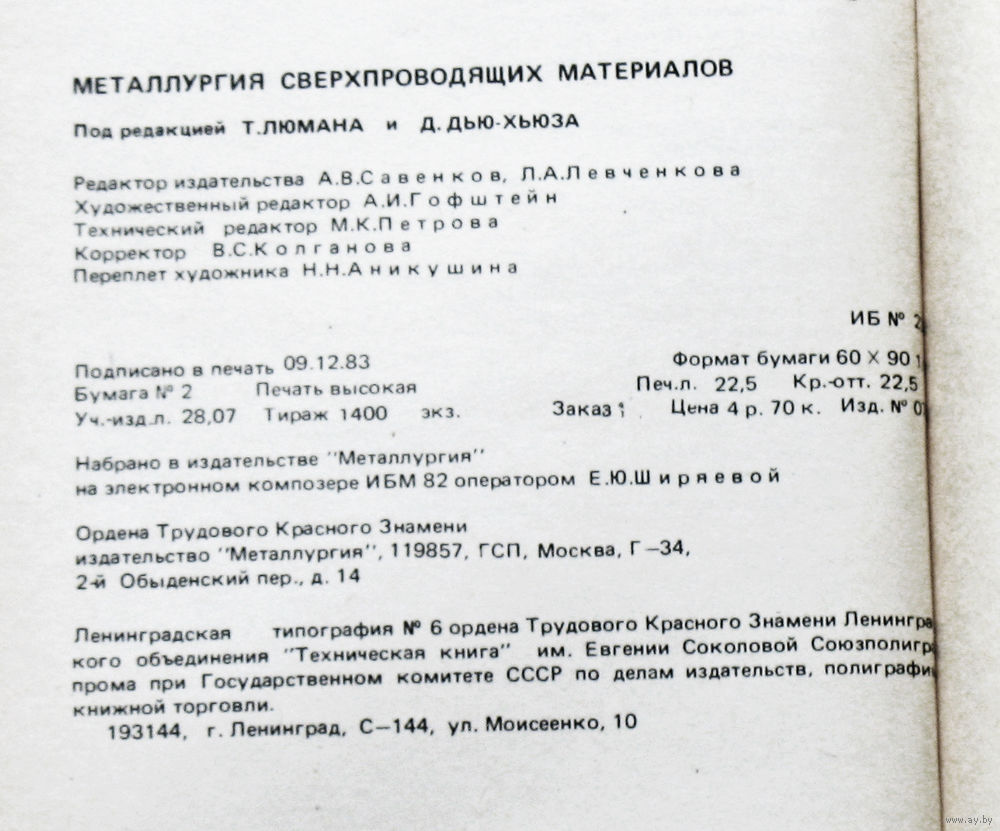 МЕТАЛЛУРГИЯ СВЕРХПРОВОДЯЩИХ МАТЕРИАЛОВ
Под редакцией Т.ЛЮМАНА и Д.ДЬЮ-ХЬЮЗА
Редактор издательства А.В.Савенков, Л.А.Левченкова
Художественный редактор А.И.Гофштейн
Технический редактор М.К.Петрова
Корректор В.С.Колганова
Переплет художника Н.Н.Аникушина
ИБ №
Подписано в печать 09.12.83 Формат бумаги 60 X 90
Бумага № 2 Печать высокая Печ.л. 22,5 Кр.-отт. 22,5
Уч.-изд.л. 28,07 Тираж 1400 экз. Заказ Цена 4 р. 70 к. Изд. №
Набрано в издательстве "Металлургия"
на электронном композере ИБМ 82 оператором Е.Ю.Ширяевой
Ордена Трудового Красного Знамени
издательство "Металлургия", 119857, ГСП, Москва, Г-34,
2-й Обыденский пер., д. 14
Ленинградская типография № 6 ордена Трудового Красного Знамени Ленингра
кого объединения "Техническая книга" им. Евгении Соколовой Союзполигр
прома при Государственном комитете СССР по делам издательств, полиграфи
книжной торговли.
193144, г. Ленинград, С-144, ул. Моисеенко, 10
www.ay.by